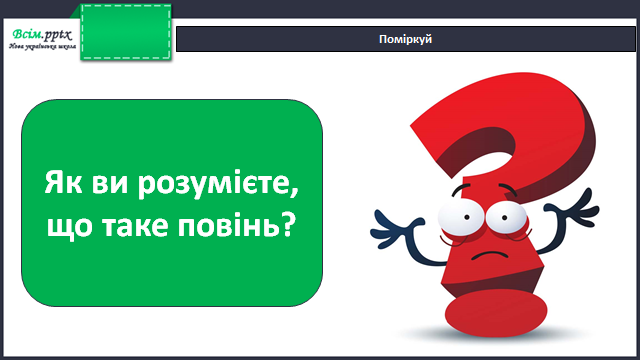 Всім.pptx
Нова українська школа
Поміркуй
Як ви розумієте,
що таке повінь?